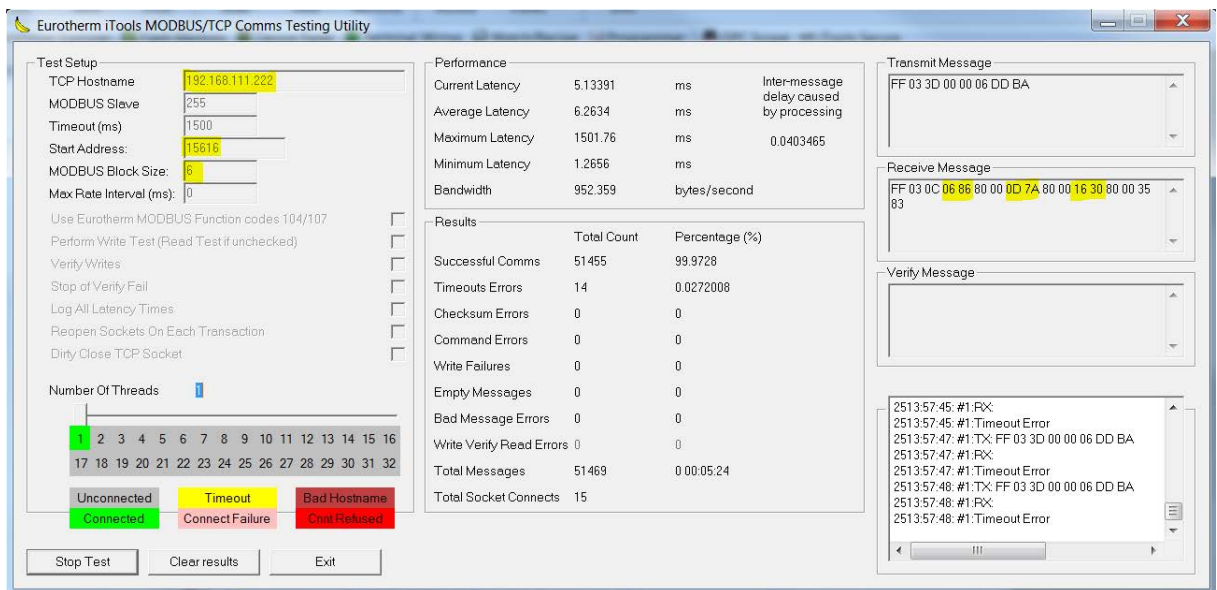 Eurotherm iTools MODBUS/TCP Comms Testing Utility
Test Setup
TCP Hostname 192.168.111.222
MODBUS Slave 255
Timeout (ms) 1500
Start Address: 15616
MODBUS Block Size: 6
Max Rate Interval (ms): 0
Use Eurotherm MODBUS Function codes 104/107
Perform Write Test (Read Test if unchecked)
Verify Writes
Stop of Verify Fail
Log All Latency Times
Reopen Sockets On Each Transaction
Dirty Close TCP Socket
Number Of Threads 1
1 2 3 4 5 6 7 8 9 10 11 12 13 14 15 16
17 18 19 20 21 22 23 24 25 26 27 28 29 30 31 32
Unconnected Timeout Bad Hostname
Connected Connect Failure Cnnt Refused
Stop Test Clear results Exit
Performance
Current Latency 5.13391 ms
Average Latency 6.2634 ms
Maximum Latency 1501.76 ms
Minimum Latency 1.2656 ms
Bandwidth 952.359 bytes/second
Inter-message
delay caused
by processing
0.0403465
Results
Total Count Percentage (%)
Successful Comms 51455 99.9728
Timeouts Errors 14 0.0272008
Checksum Errors 0 0
Command Errors 0 0
Write Failures 0 0
Empty Messages 0 0
Bad Message Errors 0 0
Write Verify Read Errors 0 0
Total Messages 51469 0 00:05:24
Total Socket Connects 15
Transmit Message
FF 03 3D 00 00 06 DD BA
Receive Message
FF 03 0C 06 86 80 00 0D 7A 80 00 16 30 80 00 35
83
Verify Message
2513:57:45: #1:RX:
2513:57:45: #1:Timeout Error
2513:57:47: #1:TX: FF 03 3D 00 00 06 DD BA
2513:57:47: #1:RX:
2513:57:47: #1:Timeout Error
2513:57:48: #1:TX: FF 03 3D 00 00 06 DD BA
2513:57:48: #1:RX:
2513:57:48: #1:Timeout Error